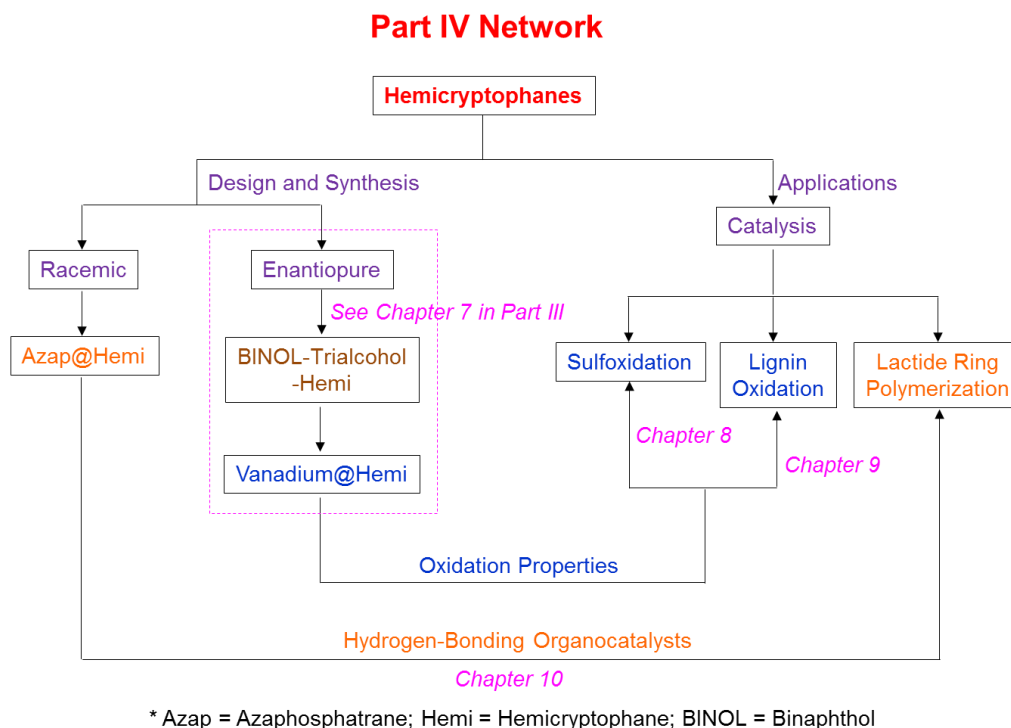 Part IV Network
Hemicryptophanes
Design and Synthesis
Applications
Catalysis
Racemic
Enantiopure
See Chapter 7 in Part III
Azap@Hemi
BINOL-Trialcohol
-Hemi
Sulfoxidation
Lignin
Oxidation
Lactide Ring
Polymerization
Chapter 8
Chapter 9
Vanadium@Hemi
Oxidation Properties
Hydrogen-Bonding Organocatalysts
Chapter 10
* Azap = Azaphosphatrane; Hemi = Hemicryptophane; BINOL = Binaphthol